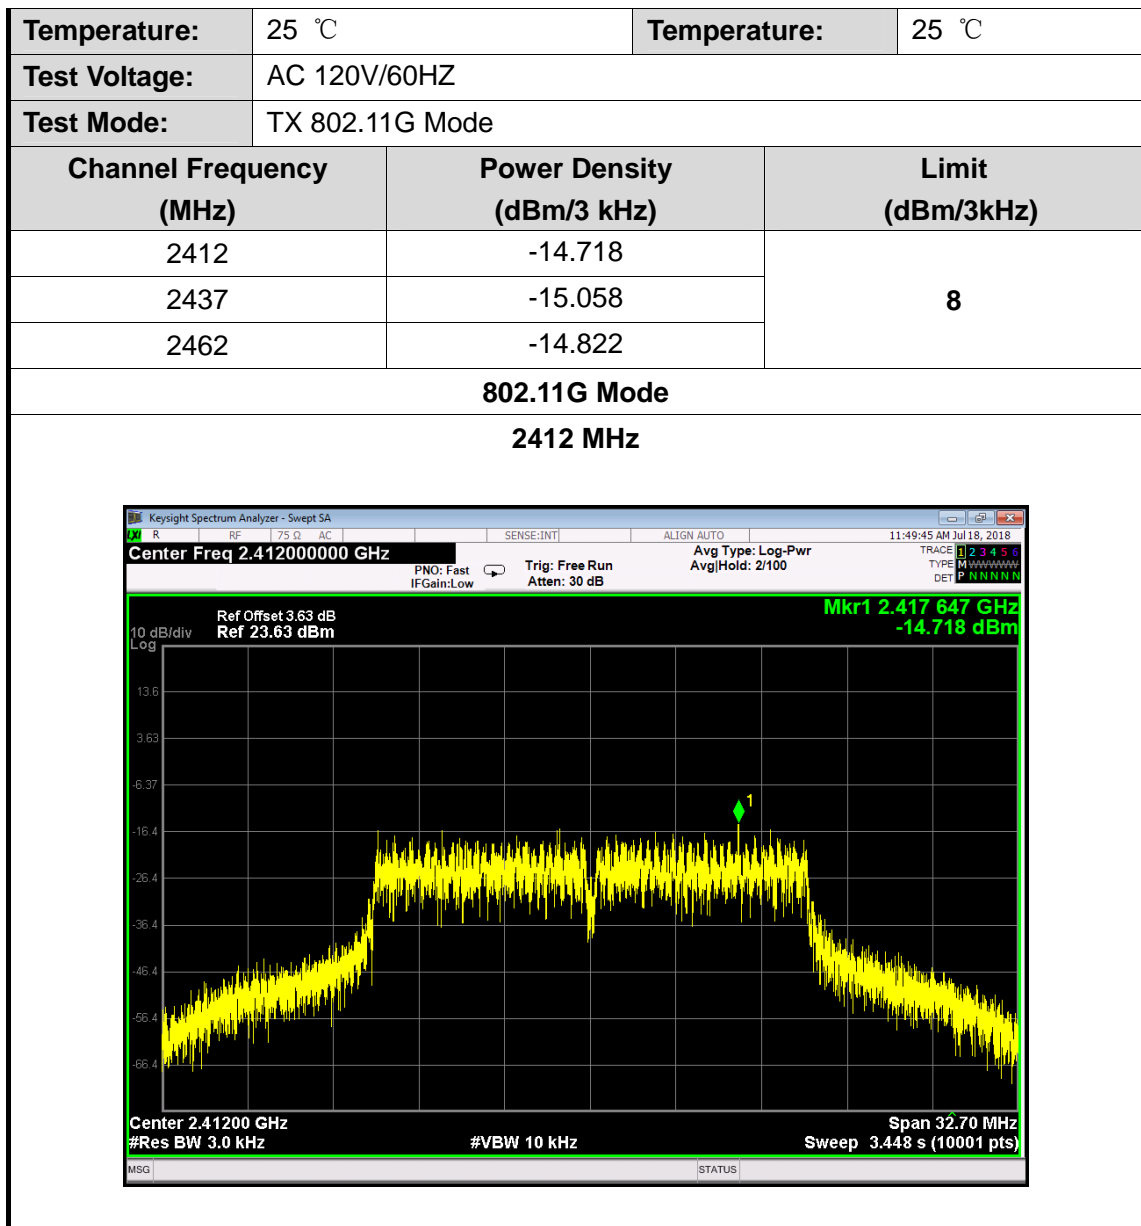 Temperature: 25 ℃ Temperature: 25 ℃
Test Voltage: AC 120V/60HZ
Test Mode: TX 802.11G Mode
Channel Frequency Power Density Limit
(MHz) (dBm/3 kHz) (dBm/3kHz)
2412 -14.718
2437 -15.058 8
2462 -14.822
802.11G Mode
2412 MHz
Keysight Spectrum Analyzer - Swept SA
LXI R RF 75 Ω AC SENSE:INT ALIGN AUTO 11:49:45 AM Jul 18, 2018
Center Freq 2.412000000 GHz Avg Type: Log-Pwr TRACE 1 2 3 4 5 6
PNO: Fast Trig: Free Run Avg|Hold: 2/100 TYPE M WWWWW
IFGain:Low Atten: 30 dB DET P N N N N N
Mkr1 2.417 647 GHz
Ref Offset 3.63 dB
10 dB/div Ref 23.63 dBm -14.718 dBm
Log
13.6
3.63
-6.37
1
-16.4
-26.4
-36.4
-46.4
-56.4
-66.4
Center 2.41200 GHz Span 32.70 MHz
#Res BW 3.0 kHz #VBW 10 kHz Sweep 3.448 s (10001 pts)
MSG STATUS